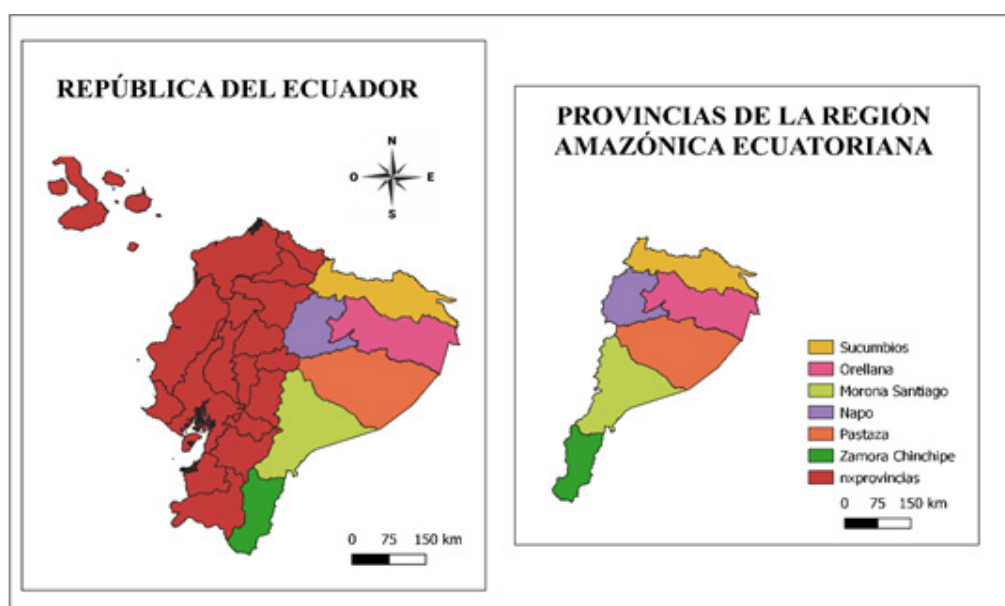 REPÚBLICA DEL ECUADOR
N
O E
S
0 75 150 km
PROVINCIAS DE LA REGIÓN
AMAZÓNICA ECUATORIANA
Sucumbios
Orellana
Morona Santiago
Napo
Pastaza
Zamora Chinchipe
nxprovincias
0 75 150 km